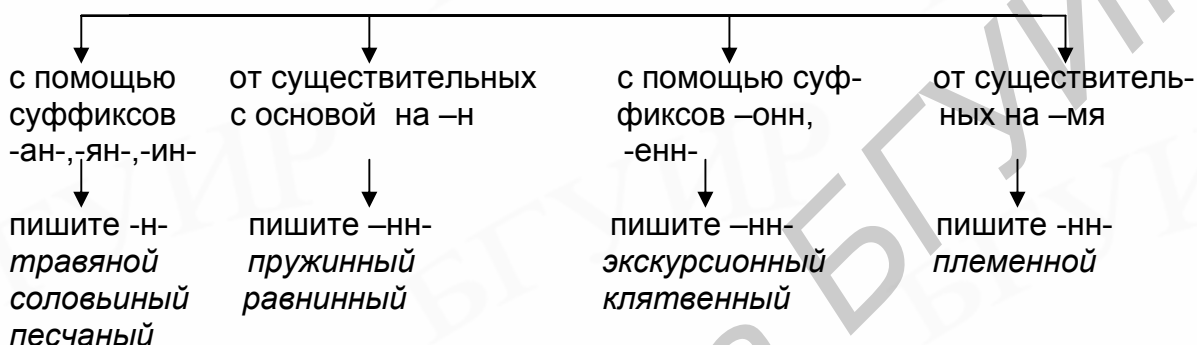 с помощью от существительных с помощью суф- от существитель-
суффиксов с основой на –н фиксов –онн, ных на –мя
-ан-,-ян-,-ин- -енн-
пишите -н- пишите –нн- пишите –нн- пишите -нн-
травяной пружинный экскурсионный племенной
соловьиный равнинный клятвенный
песчаный
БГУИР